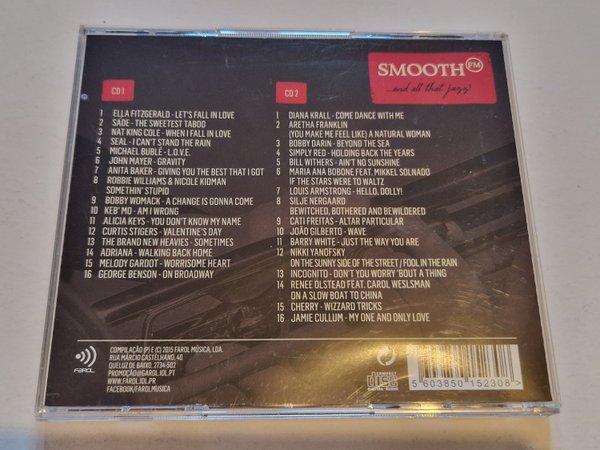 SMOOTH FM
...and all that jazz!
CD 1
1 ELLA FITZGERALD - LET'S FALL IN LOVE
2 SADE - THE SWEETEST TABOO
3 NAT KING COLE - WHEN I FALL IN LOVE
4 SEAL - I CAN'T STAND THE RAIN
5 MICHAEL BUBLÉ - L.O.V.E.
6 JOHN MAYER - GRAVITY
7 ANITA BAKER - GIVING YOU THE BEST THAT I GOT
8 ROBBIE WILLIAMS & NICOLE KIDMAN
SOMETHIN' STUPID
9 BOBBY WOMACK - A CHANGE IS GONNA COME
10 KEB' MO - AM I WRONG
11 ALICIA KEYS - YOU DON'T KNOW MY NAME
12 CURTIS STIGERS - VALENTINE'S DAY
13 THE BRAND NEW HEAVIES - SOMETIMES
14 ADRIANA - WALKING BACK HOME
15 MELODY GARDOT - WORRISOME HEART
16 GEORGE BENSON - ON BROADWAY
CD 2
1 DIANA KRALL - COME DANCE WITH ME
2 ARETHA FRANKLIN
(YOU MAKE ME FEEL LIKE) A NATURAL WOMAN
3 BOBBY DARIN - BEYOND THE SEA
4 SIMPLY RED - HOLDING BACK THE YEARS
5 BILL WITHERS - AIN'T NO SUNSHINE
6 MARIA ANA BOBONE FEAT. MIKKEL SOLNADO
IF THE STARS WERE TO WALTZ
7 LOUIS ARMSTRONG - HELLO, DOLLY!
8 SILJE NERGAARD
BEWITCHED, BOTHERED AND BEWILDERED
9 CATI FREITAS - ALTAR PARTICULAR
10 JOÃO GILBERTO - WAVE
11 BARRY WHITE - JUST THE WAY YOU ARE
12 NIKKI YANOFSKY
ON THE SUNNY SIDE OF THE STREET / FOOL IN THE RAIN
13 INCOGNITO - DON'T YOU WORRY 'BOUT A THING
14 RENEE OLSTEAD FEAT. CAROL WESLSMAN
ON A SLOW BOAT TO CHINA
15 CHERRY - WIZZARD TRICKS
16 JAMIE CULLUM - MY ONE AND ONLY LOVE
FAROL
COMPILAÇÃO (P) E (C) 2015 FAROL MÚSICA, LDA.
RUA MÁRCIO CASTELHANO, 40
QUELUZ DE BAIXO, 2734-502
PROMOÇÃO@FAROL.IOL.PT
WWW.FAROL.IOL.PR
FACEBOOK/FAROLMUSICA
COMPACT
disc
DIGITAL AUDIO
5 603850 152308 >